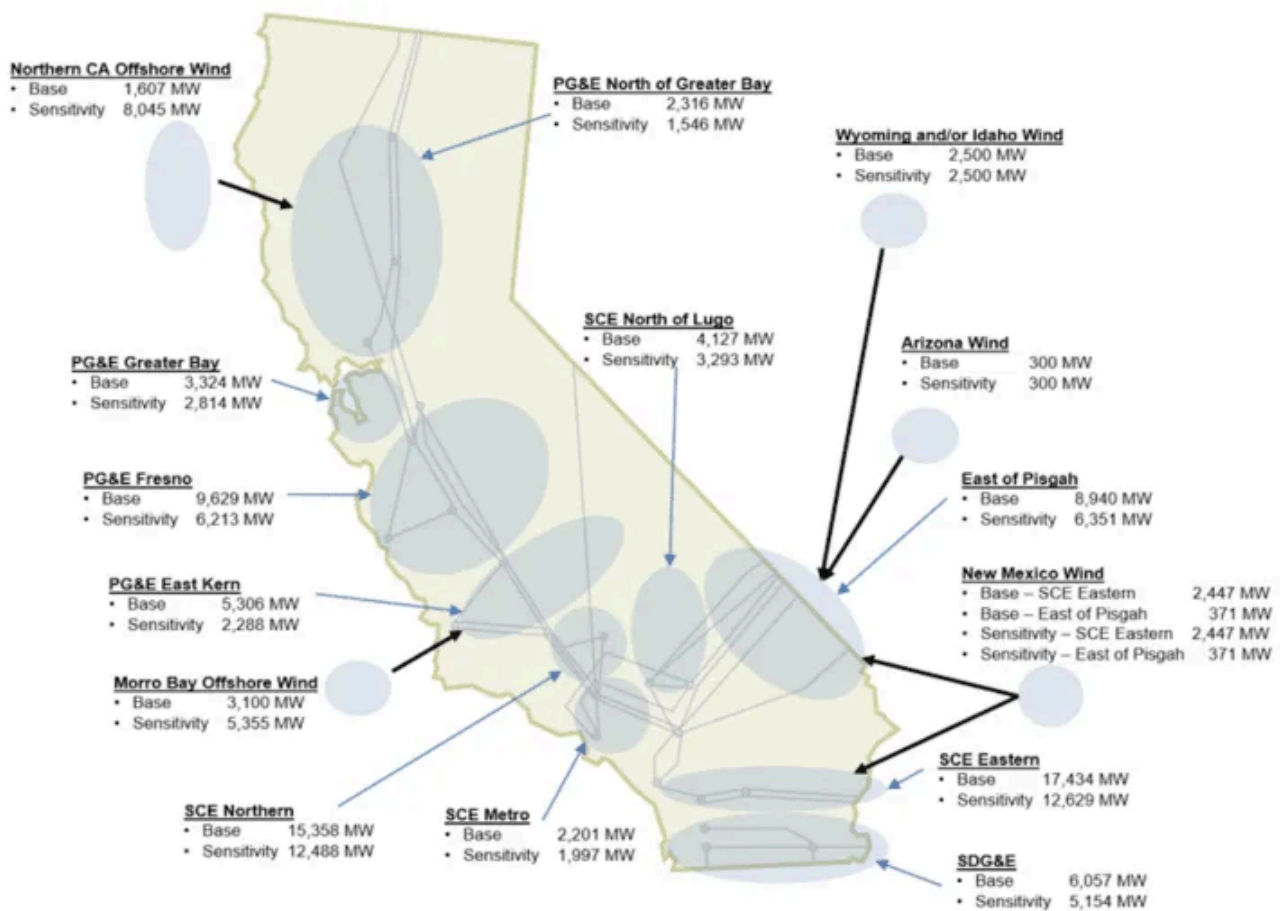 Northern CA Offshore Wind
• Base 1,607 MW
• Sensitivity 8,045 MW
PG&E North of Greater Bay
• Base 2,316 MW
• Sensitivity 1,546 MW
Wyoming and/or Idaho Wind
• Base 2,500 MW
• Sensitivity 2,500 MW
SCE North of Lugo
• Base 4,127 MW
• Sensitivity 3,293 MW
Arizona Wind
• Base 300 MW
• Sensitivity 300 MW
PG&E Greater Bay
• Base 3,324 MW
• Sensitivity 2,814 MW
PG&E Fresno
• Base 9,629 MW
• Sensitivity 6,213 MW
East of Pisgah
• Base 8,940 MW
• Sensitivity 6,351 MW
New Mexico Wind
• Base – SCE Eastern 2,447 MW
• Base – East of Pisgah 371 MW
• Sensitivity – SCE Eastern 2,447 MW
• Sensitivity – East of Pisgah 371 MW
PG&E East Kern
• Base 5,306 MW
• Sensitivity 2,288 MW
Morro Bay Offshore Wind
• Base 3,100 MW
• Sensitivity 5,355 MW
SCE Eastern
• Base 17,434 MW
• Sensitivity 12,629 MW
SCE Northern
• Base 15,358 MW
• Sensitivity 12,488 MW
SCE Metro
• Base 2,201 MW
• Sensitivity 1,997 MW
SDG&E
• Base 6,057 MW
• Sensitivity 5,154 MW